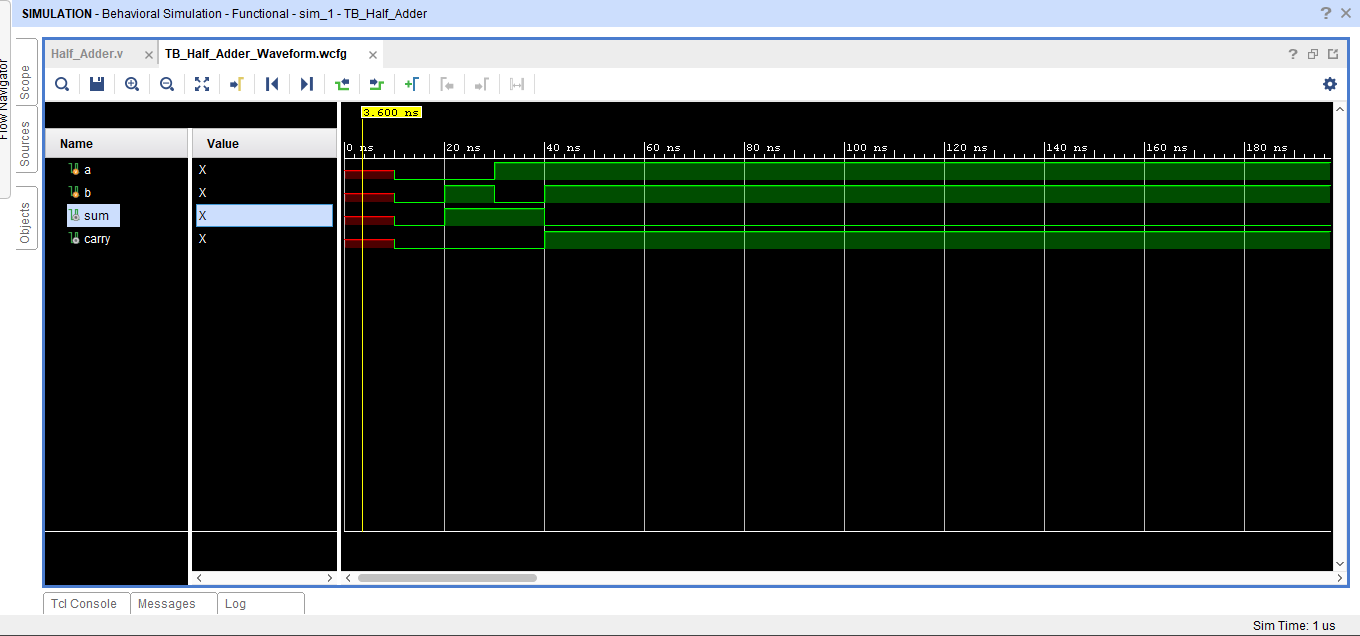 SIMULATION - Behavioral Simulation - Functional - sim_1 - TB_Half_Adder
Flow Navigator
Scope
Sources
Objects
Half_Adder.v
TB_Half_Adder_Waveform.wcfg
3.600 ns
Name Value
0 ns 20 ns 40 ns 60 ns 80 ns 100 ns 120 ns 140 ns 160 ns 180 ns
a X
b X
sum X
carry X
Tcl Console Messages Log
Sim Time: 1 us